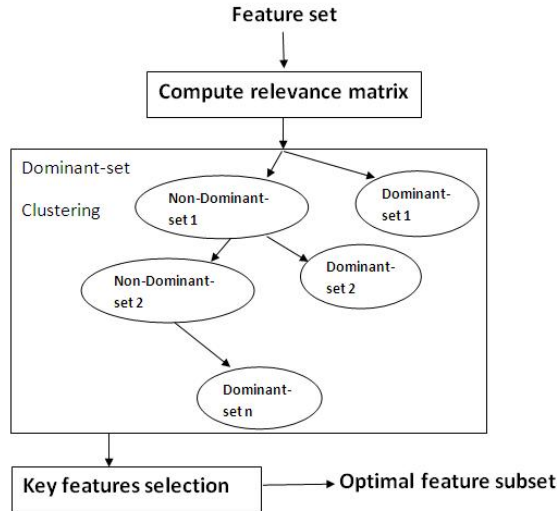 Feature set
Compute relevance matrix
Dominant-set
Clustering
Non-Dominant-
set 1
Dominant-
set 1
Non-Dominant-
set 2
Dominant-
set 2
Dominant-
set n
Key features selection
Optimal feature subset